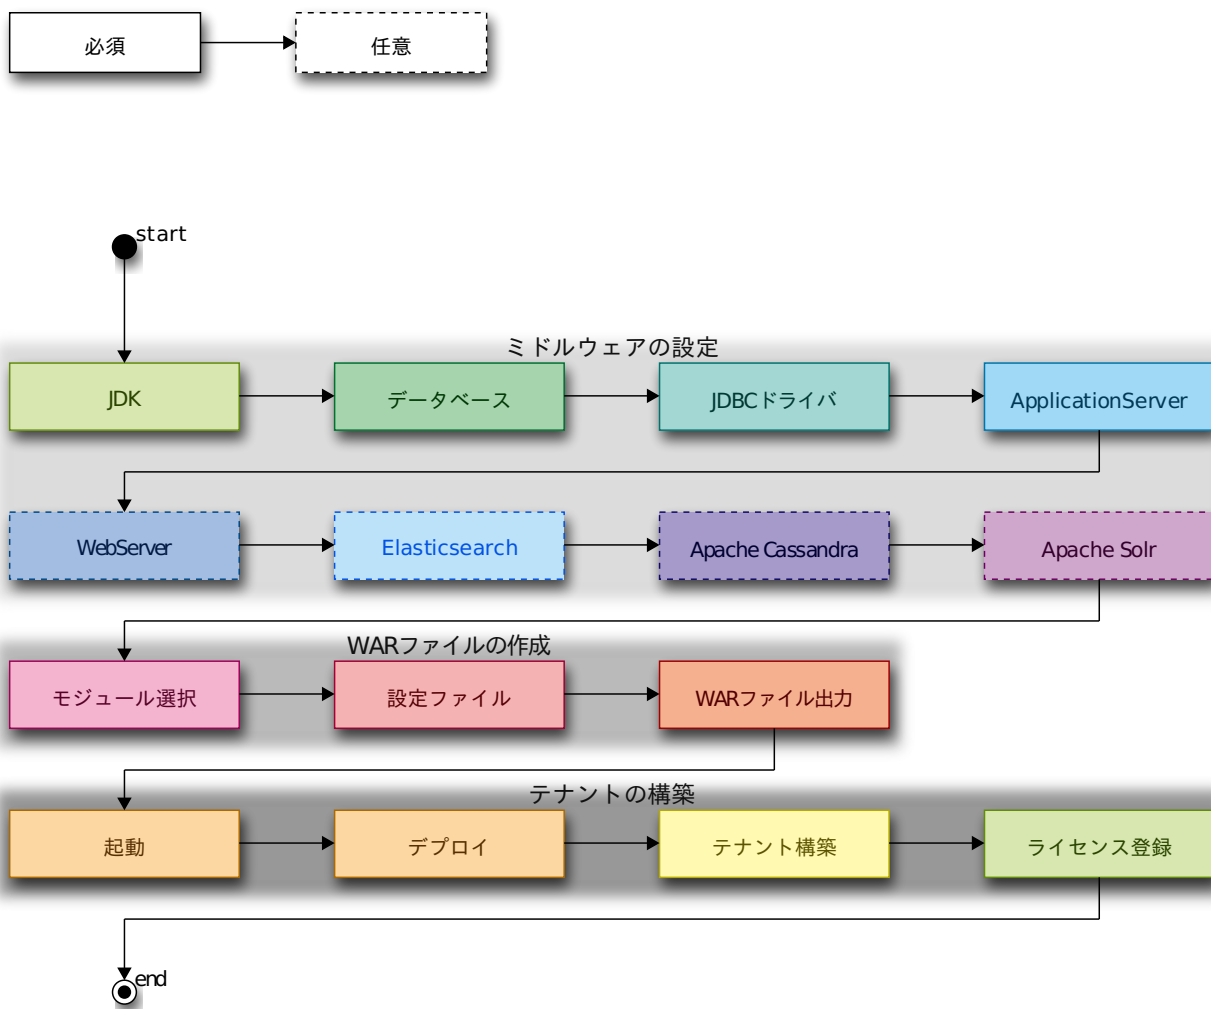 必須
任意
start
ミドルウェアの設定
JDK
データベース
JDBCドライバ
ApplicationServer
WebServer
Elasticsearch
Apache Cassandra
Apache Solr
WARファイルの作成
モジュール選択
設定ファイル
WARファイル出力
テナントの構築
起動
デプロイ
テナント構築
ライセンス登録
end